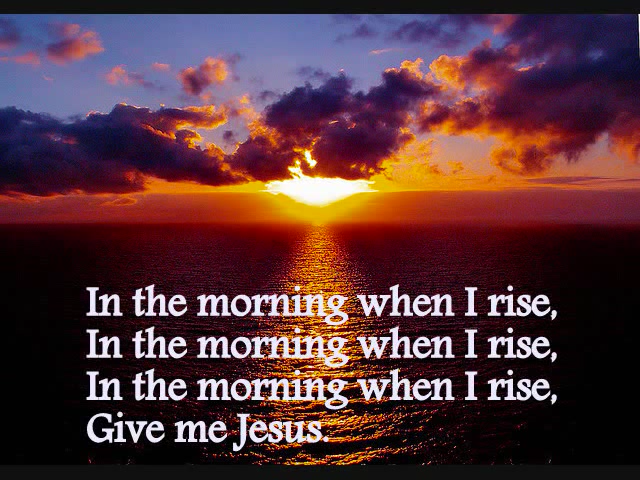 In the morning when I rise,
In the morning when I rise,
In the morning when I rise,
Give me Jesus.